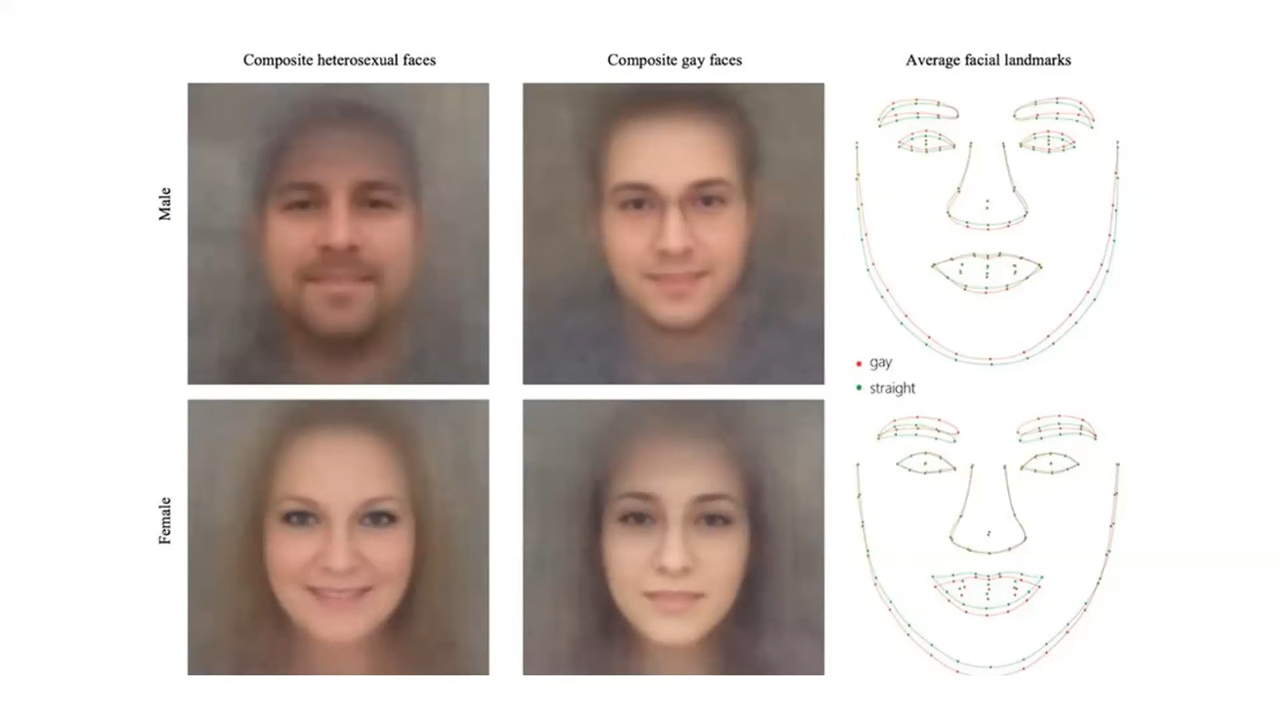 Composite heterosexual faces
Composite gay faces
Average facial landmarks
Male
gay
straight
Female